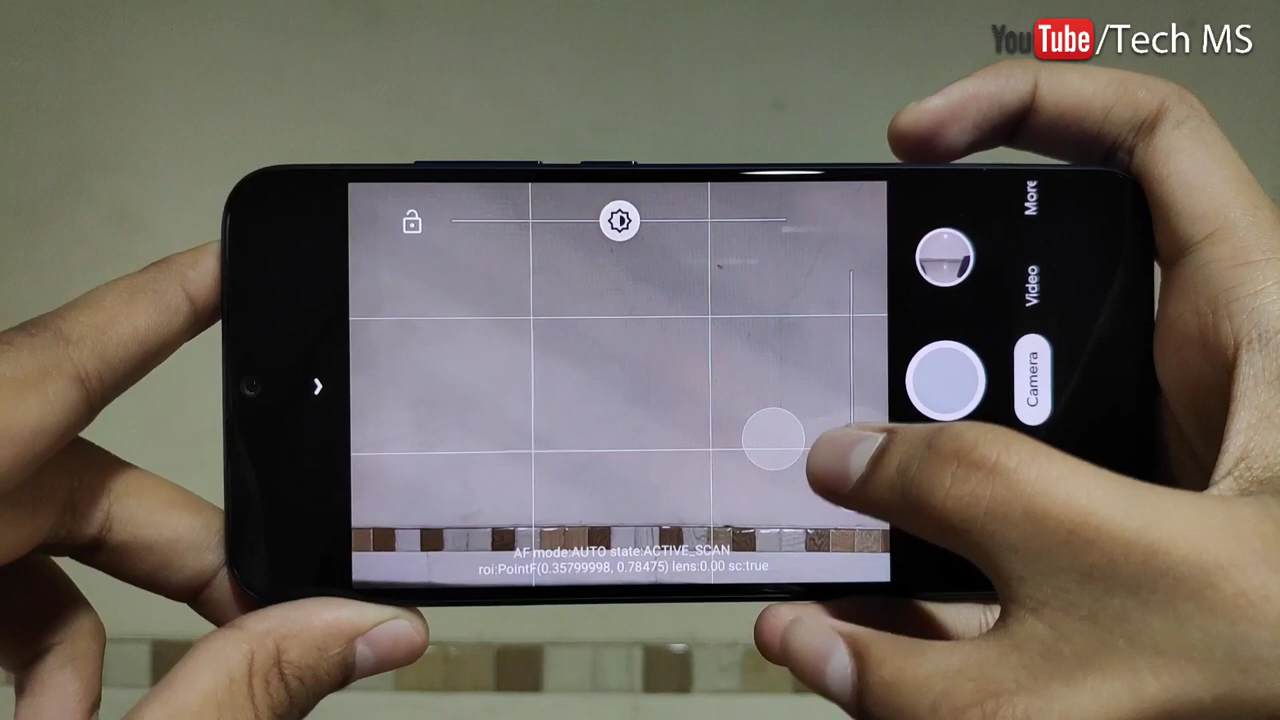 YouTube/Tech MS
More
Video
Camera
AF mode:AUTO state:ACTIVE_SCAN
roi:PointF(0.35799998, 0.78475) lens:0.00 sc:true